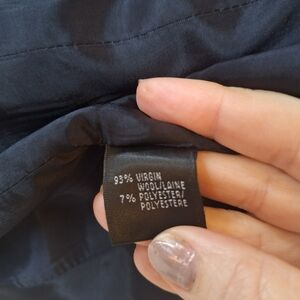 93% VIRGIN
WOOL/LAINE
7% POLYESTER/
POLYESTERE